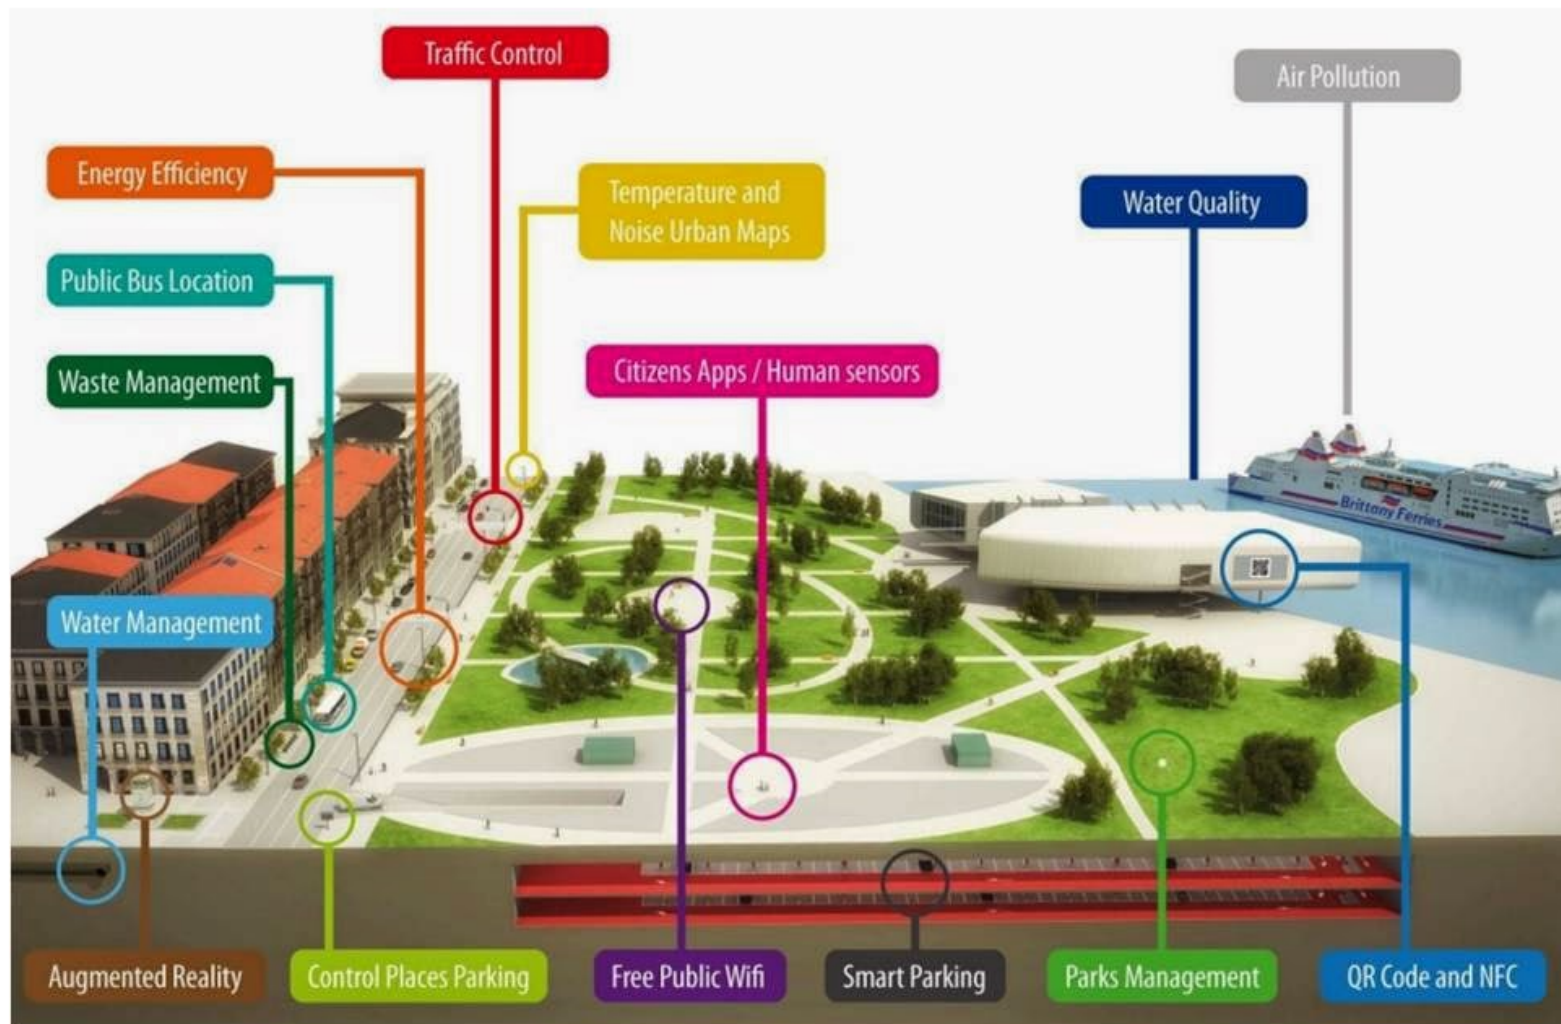 Traffic Control
Air Pollution
Energy Efficiency
Temperature and
Noise Urban Maps
Water Quality
Public Bus Location
Waste Management
Citizens Apps / Human sensors
Brittany Ferries
Water Management
Augmented Reality
Control Places Parking
Free Public Wifi
Smart Parking
Parks Management
QR Code and NFC